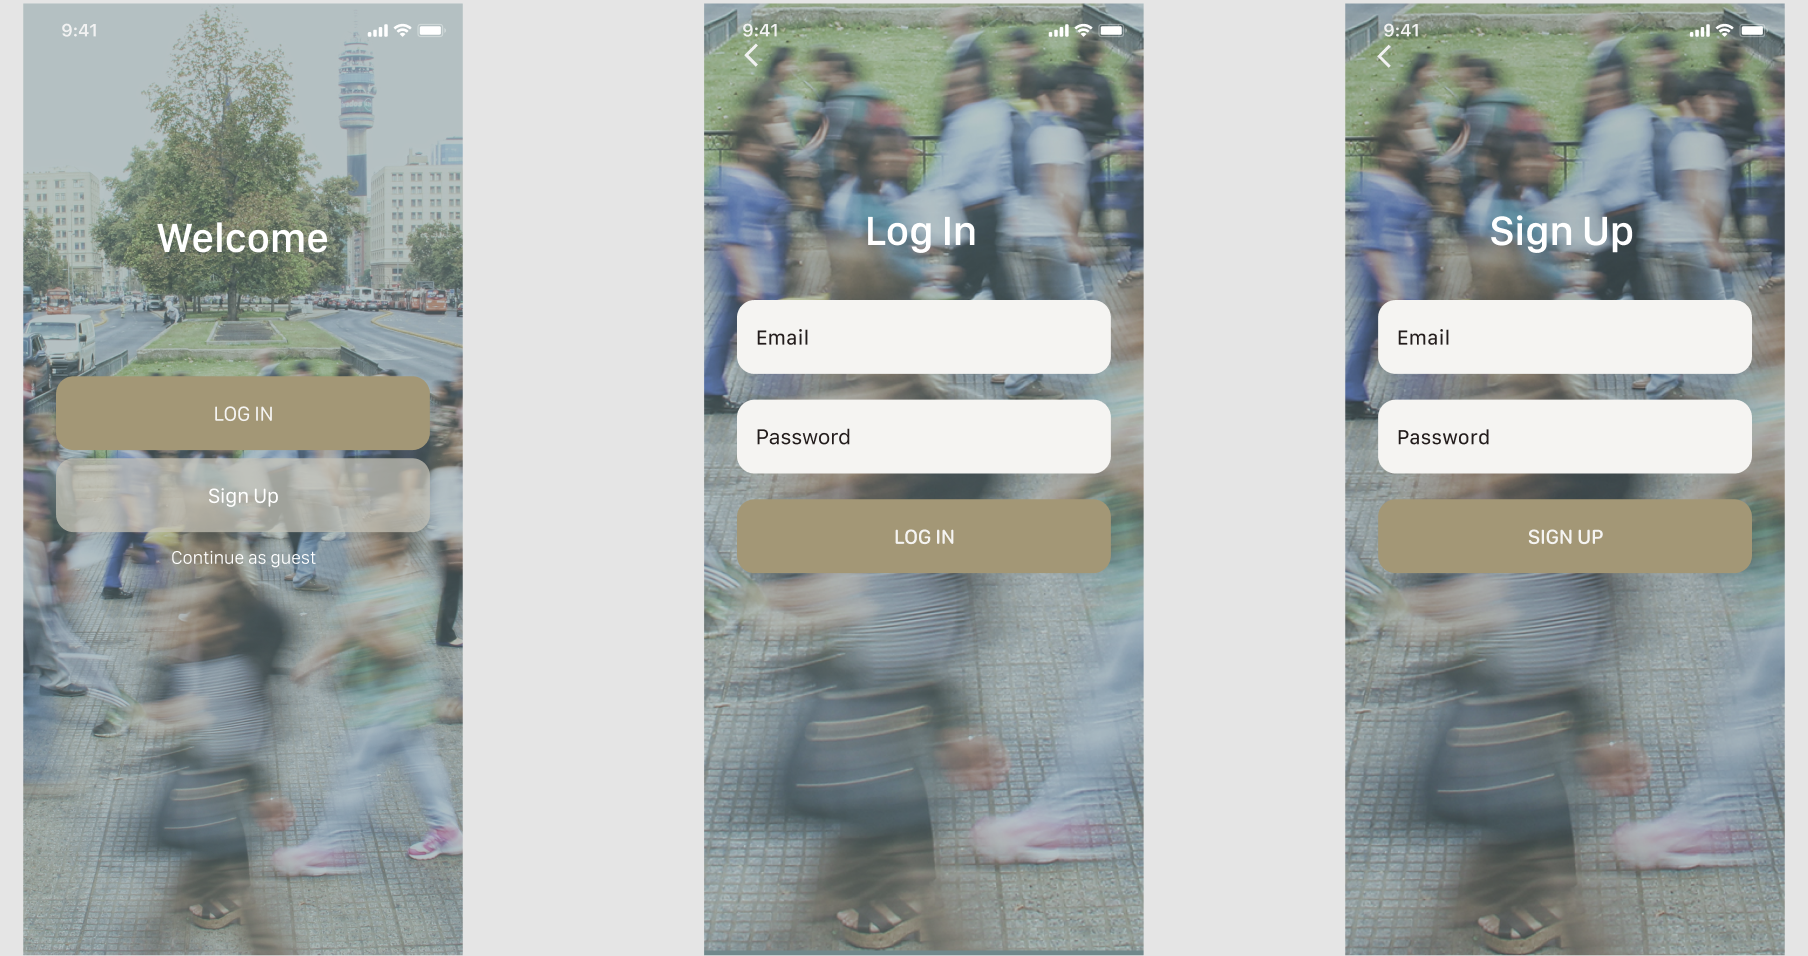 9:41
Welcome
LOG IN
Sign Up
Continue as guest
9:41
Log In
Email
Password
LOG IN
9:41
Sign Up
Email
Password
SIGN UP